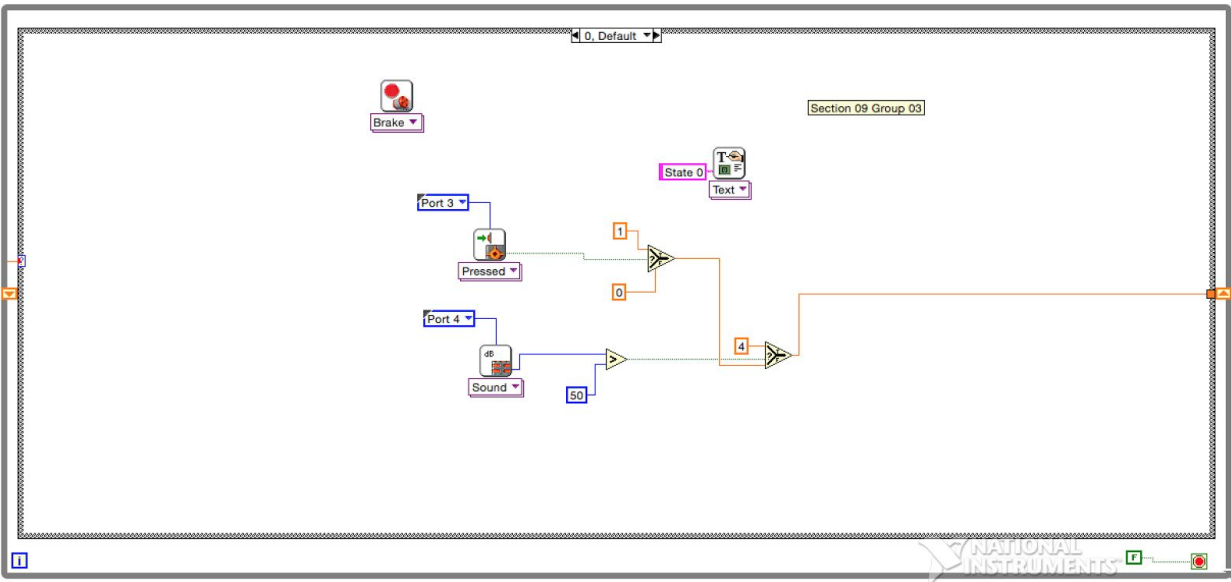 0, Default
Brake
Section 09 Group 03
State 0
T
Text
Port 3
1
?
Pressed
0
Port 4
4
?
dB
>
Sound
50
i
NATIONAL
INSTRUMENTS
F